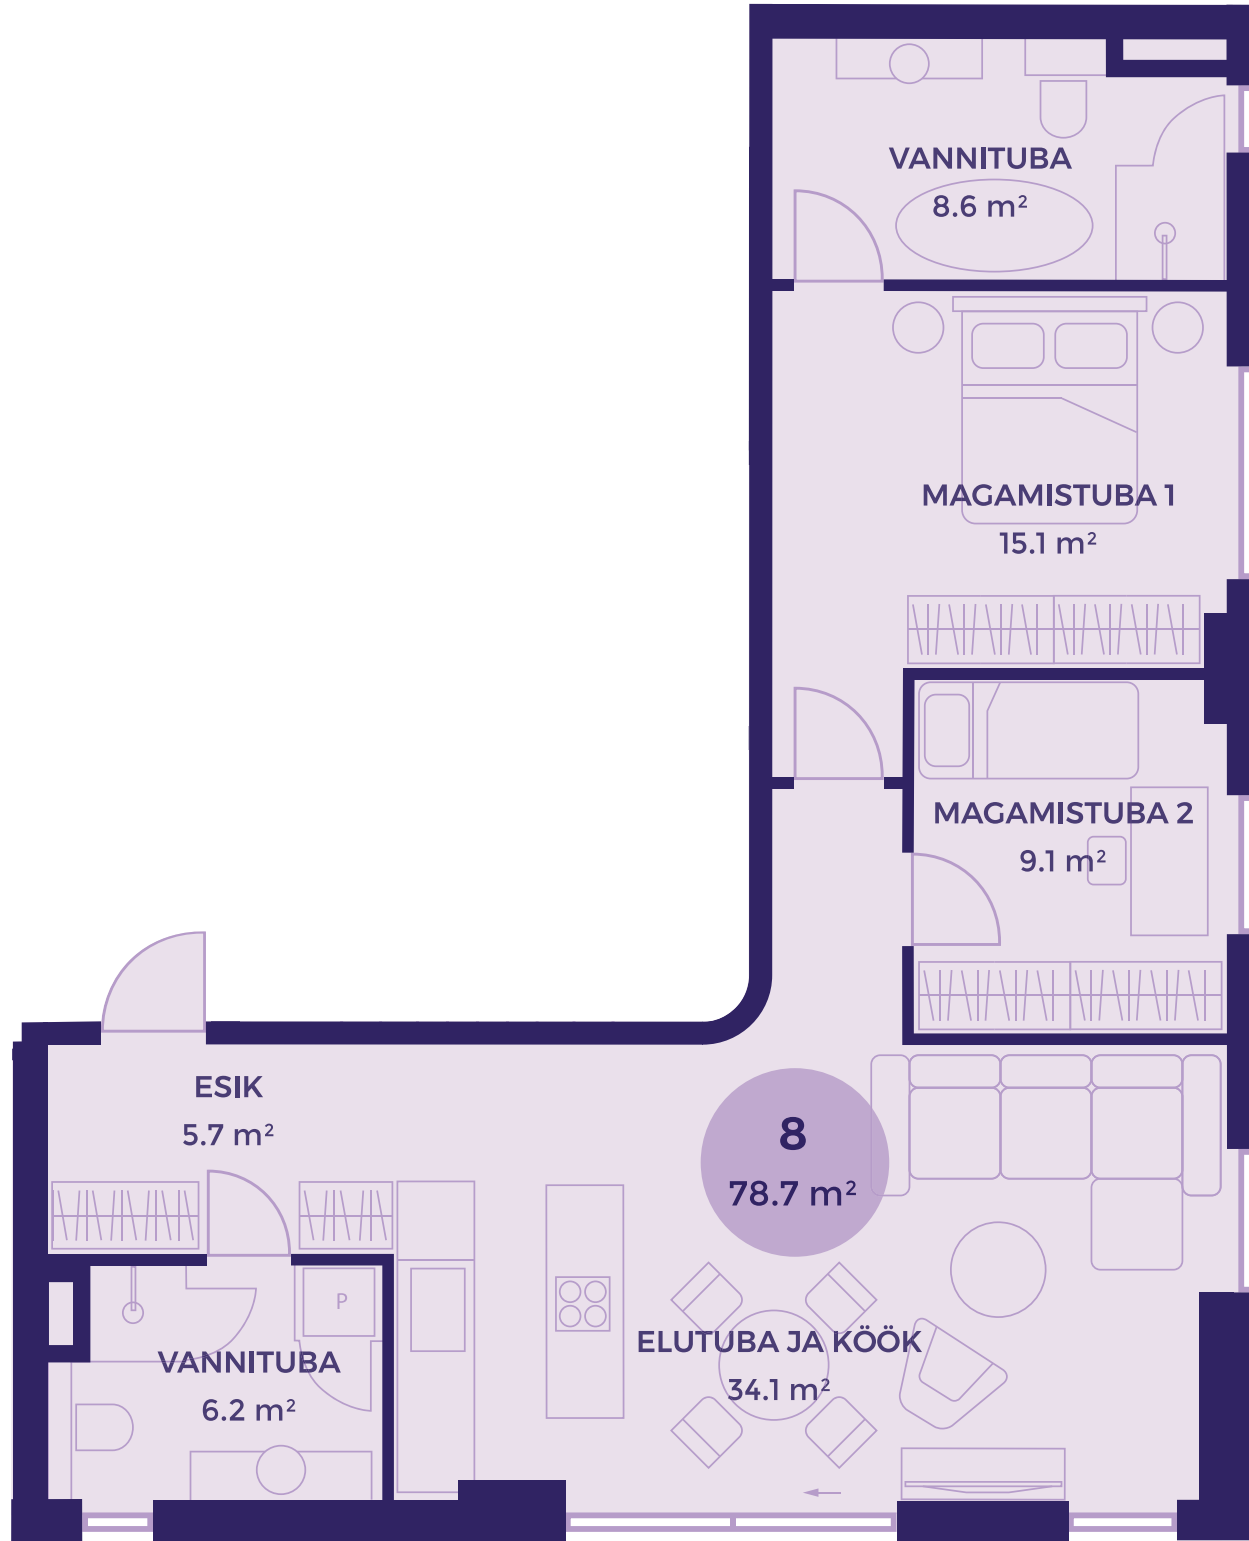 VANNITUBA
8.6 m²
MAGAMISTUBA 1
15.1 m²
MAGAMISTUBA 2
9.1 m²
ESIK
5.7 m²
8
78.7 m²
P
ELUTUBA JA KÖÖK
34.1 m²
VANNITUBA
6.2 m²